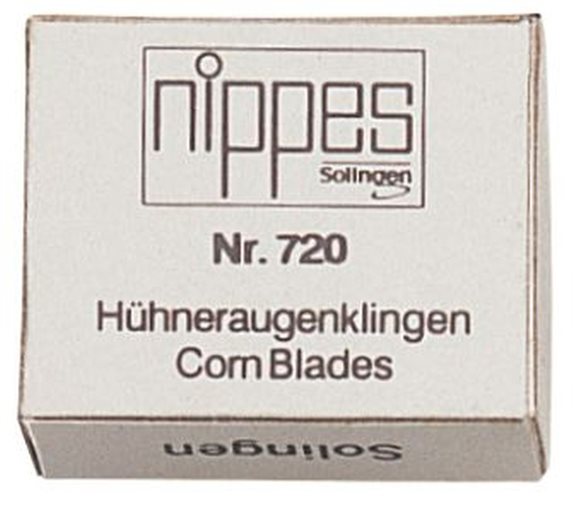 nippes
Solingen
Nr. 720
Hühneraugenklingen
Corn Blades
Solingen